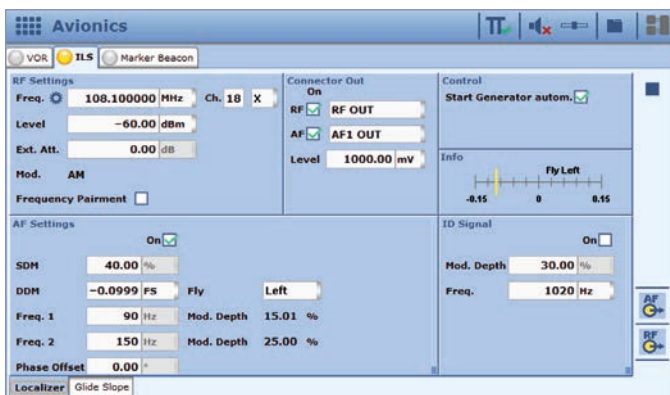 Avionics
VOR ILS Marker Beacon
RF Settings
Freq. 108.100000 MHz Ch. 18 X
Level -60.00 dBm
Ext. Att. 0.00 dB
Mod. AM
Frequency Pairment
Connector Out
On
RF RF OUT
AF AF1 OUT
Level 1000.00 mV
Control
Start Generator autom.
Info
Fly Left
-0.15 0 0.15
AF Settings
On
SDM 40.00 %
DDM -0.0999 FS Fly Left
Freq. 1 90 Hz Mod. Depth 15.01 %
Freq. 2 150 Hz Mod. Depth 25.00 %
Phase Offset 0.00 °
ID Signal
On
Mod. Depth 30.00 %
Freq. 1020 Hz
AF
RF
Localizer Glide Slope